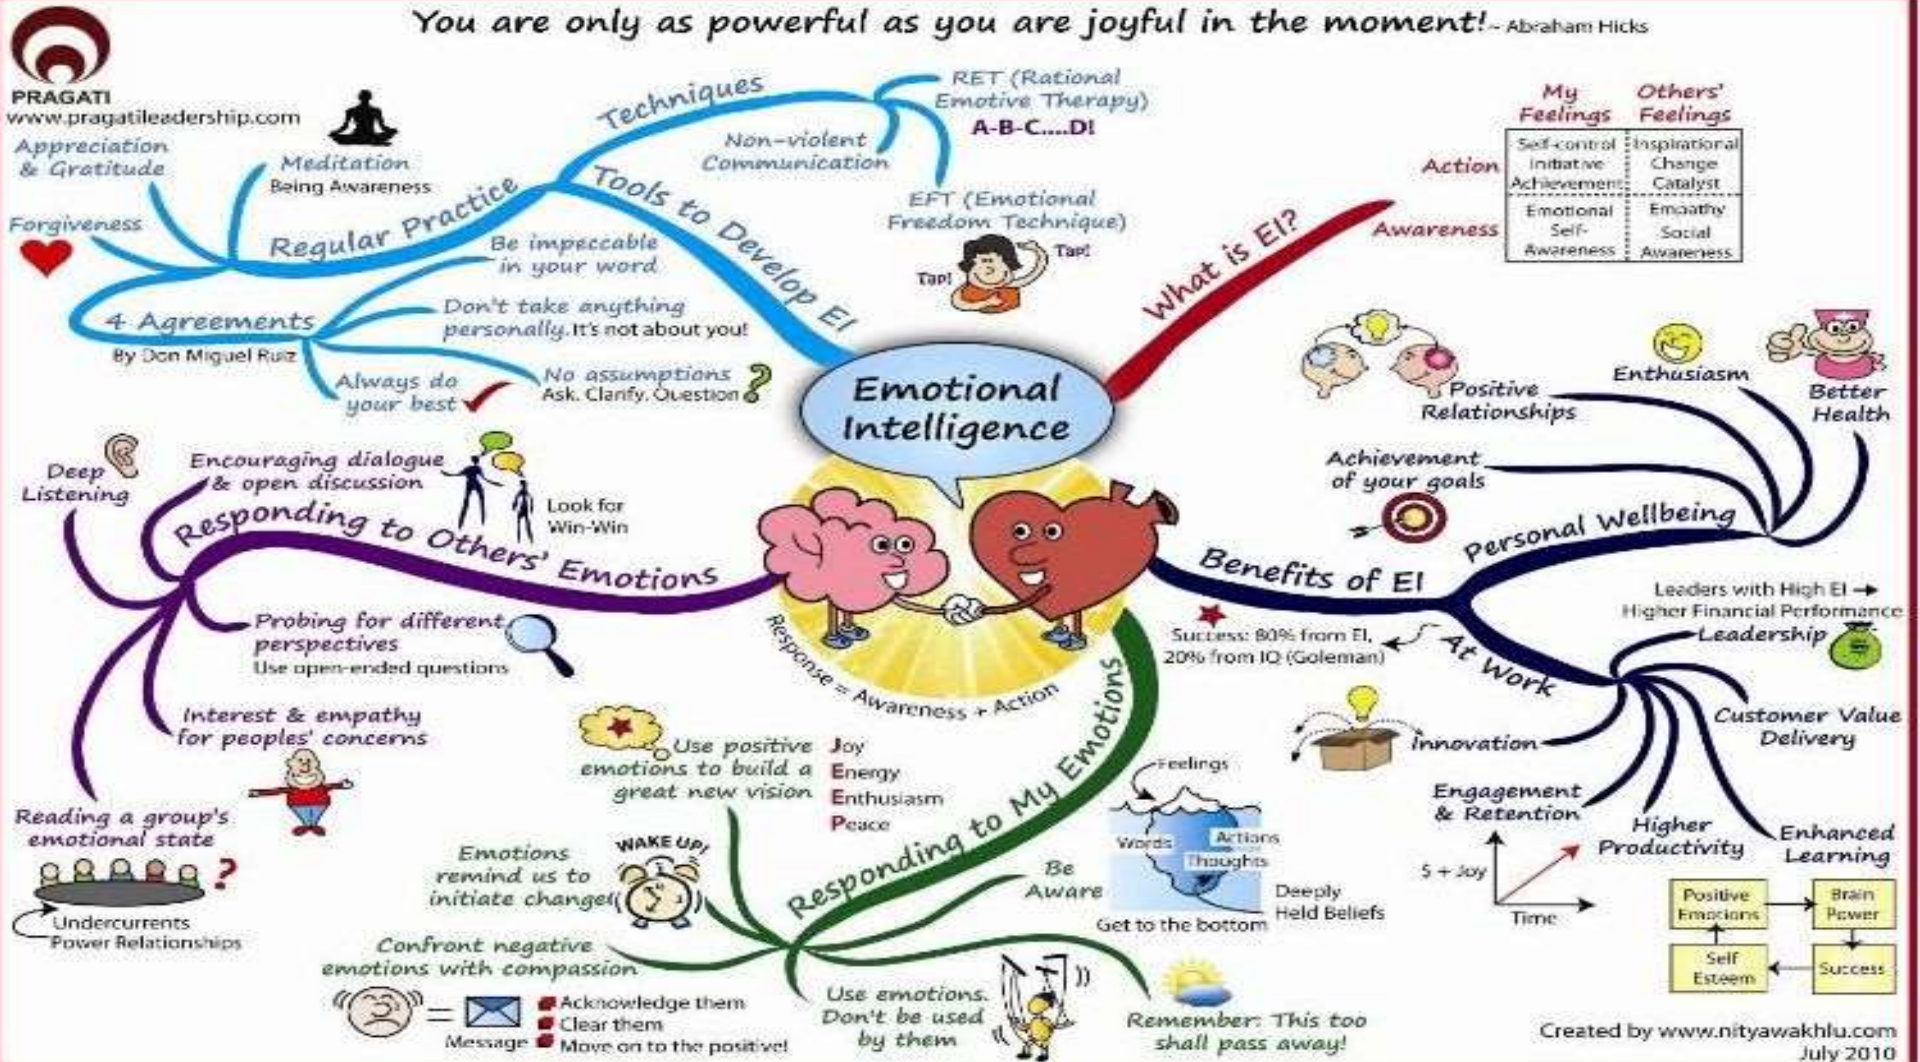 You are only as powerful as you are joyful in the moment! ~ Abraham Hicks
PRAGATI
www.pragatileadership.com
Emotional
Intelligence
What is EI?
My
Feelings
Others'
Feelings
Action
Self-control
Initiative
Achievement
Inspirational
Change
Catalyst
Awareness
Emotional
Self-
Awareness
Empathy
Social
Awareness
Benefits of EI
Personal Wellbeing
Achievement
of your goals
Positive
Relationships
Enthusiasm
Better
Health
At Work
Success: 80% from EI,
20% from IQ (Goleman)
Leaders with High EI →
Higher Financial Performance
Leadership
Customer Value
Delivery
Enhanced
Learning
Positive
Emotions
Brain
Power
Success
Self
Esteem
Higher
Productivity
Engagement
& Retention
$ + Joy
Time
Innovation
Response = Awareness + Action
Responding to My Emotions
Be
Aware
Feelings
Words
Actions
Thoughts
Deeply
Held Beliefs
Get to the bottom
Remember: This too
shall pass away!
Use emotions.
Don't be used
by them
Confront negative
emotions with compassion
=
Message
Acknowledge them
Clear them
Move on to the positive!
Emotions
remind us to
initiate change!
WAKE UP!
Use positive
emotions to build a
great new vision
Joy
Energy
Enthusiasm
Peace
Responding to Others' Emotions
Deep
Listening
Encouraging dialogue
& open discussion
Look for
Win-Win
Probing for different
perspectives
Use open-ended questions
Interest & empathy
for peoples' concerns
Reading a group's
emotional state
?
Undercurrents
Power Relationships
Tools to Develop EI
Techniques
RET (Rational
Emotive Therapy)
A-B-C....D!
Non-violent
Communication
EFT (Emotional
Freedom Technique)
Tap!
Tap!
Regular Practice
Meditation
Being Awareness
Appreciation
& Gratitude
Forgiveness
4 Agreements
By Don Miguel Ruiz
Be impeccable
in your word
Don't take anything
personally. It's not about you!
No assumptions
Ask. Clarify. Question
?
Always do
your best
Created by www.nityawakhlu.com
July 2010